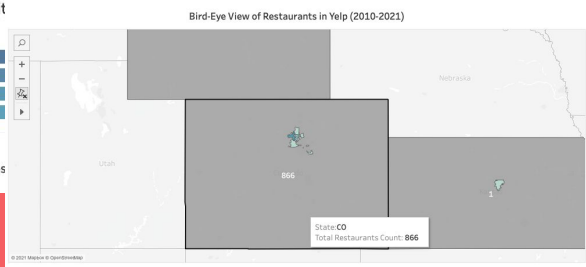 t
Bird-Eye View of Restaurants in Yelp (2010-2021)
Nebraska
Utah
866
1
s
State:CO
Total Restaurants Count: 866
© 2021 Mapbox © OpenStreetMap